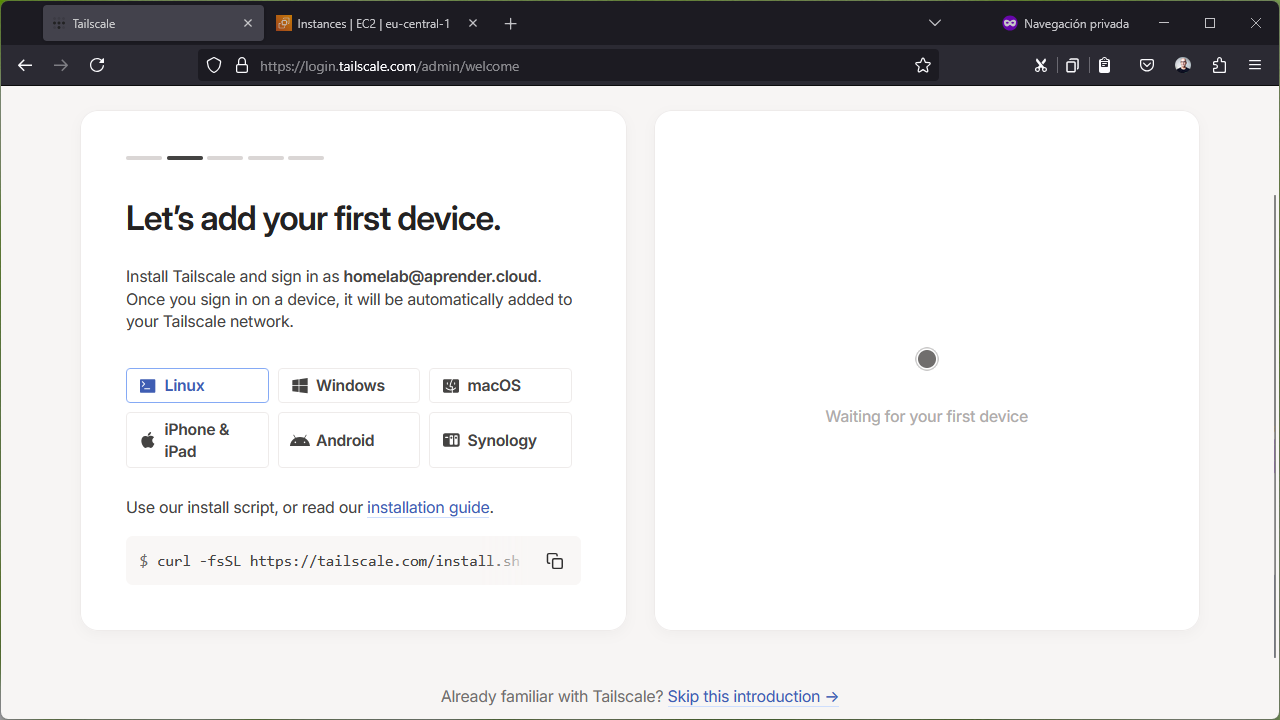 Tailscale
Instances | EC2 | eu-central-1
Navegación privada
https://login.tailscale.com/admin/welcome
Let's add your first device.
Install Tailscale and sign in as homelab@aprender.cloud.
Once you sign in on a device, it will be automatically added to
your Tailscale network.
Linux
Windows
macOS
iPhone &
iPad
Android
Synology
Use our install script, or read our installation guide.
$ curl -fsSL https://tailscale.com/install.sh
Waiting for your first device
Already familiar with Tailscale? Skip this introduction →